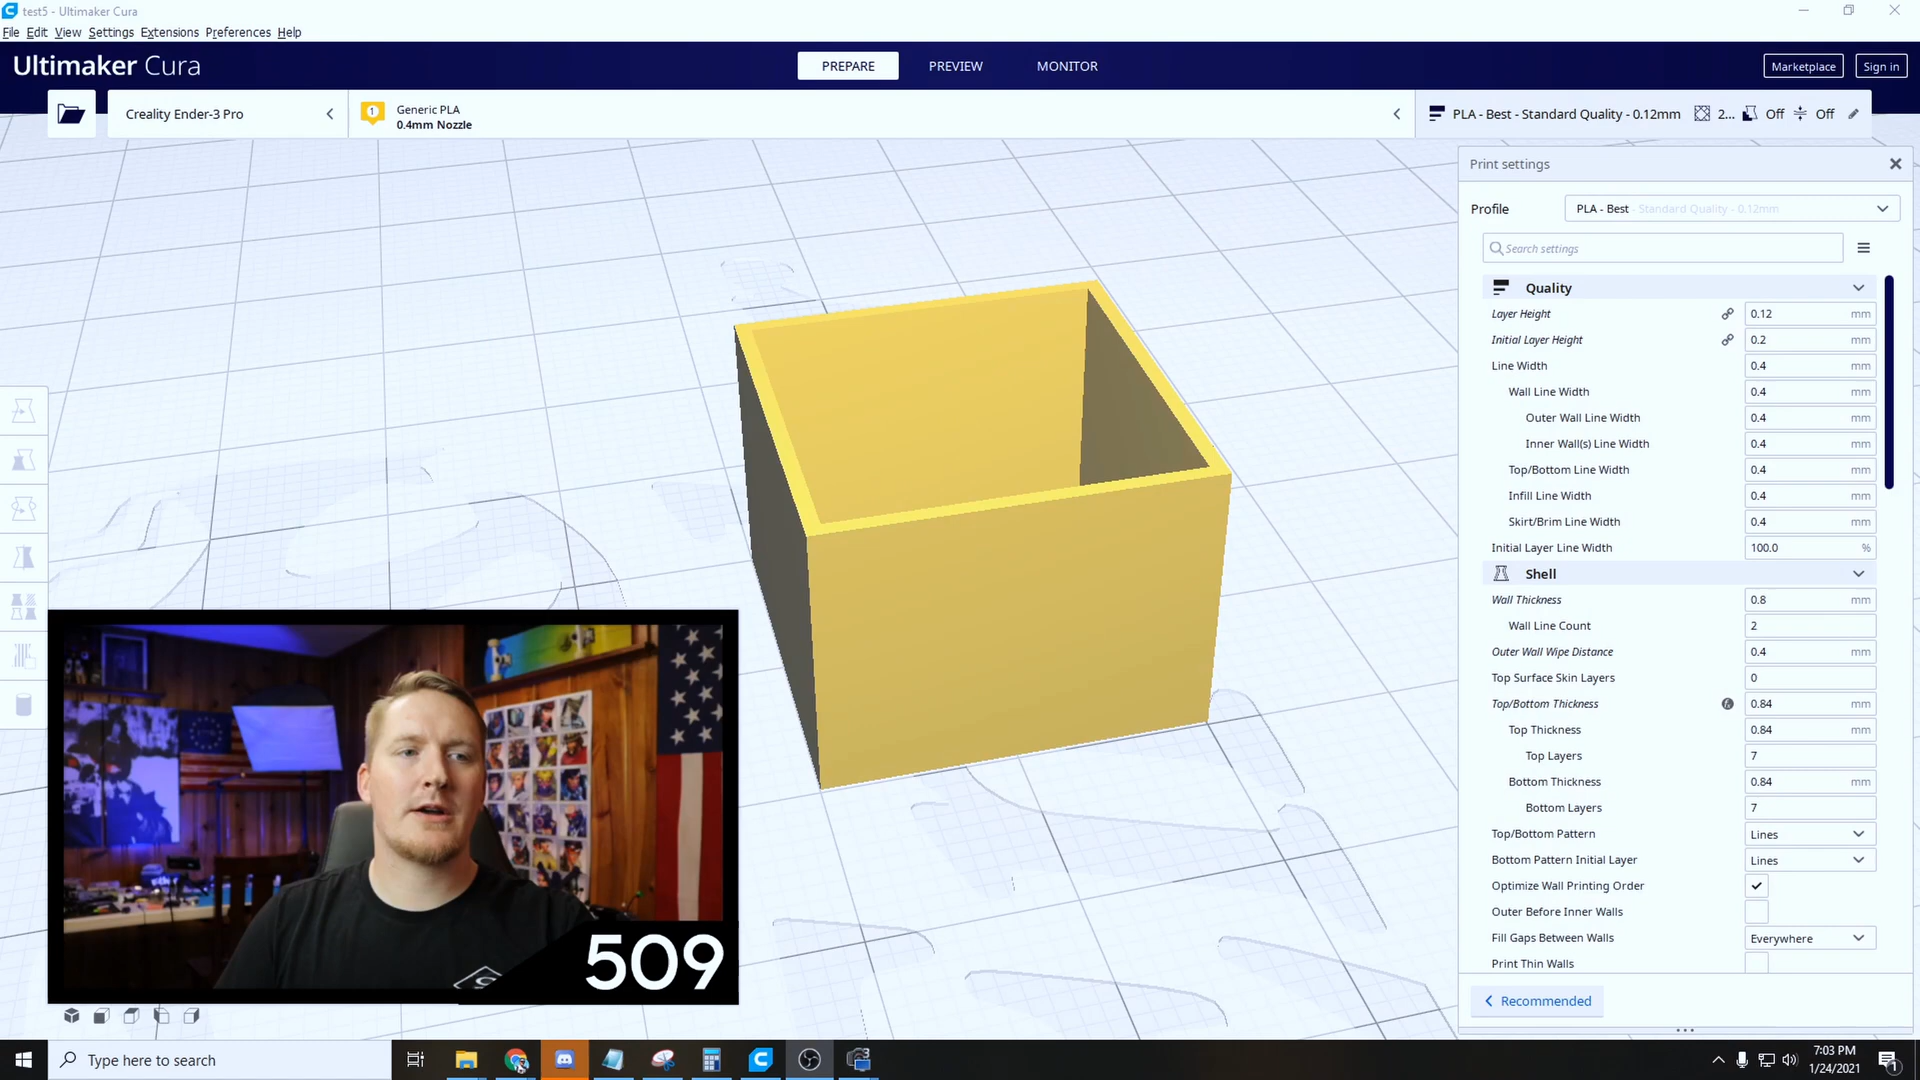 test5 - Ultimaker Cura
File Edit View Settings Extensions Preferences Help
Ultimaker Cura
PREPARE
PREVIEW
MONITOR
Marketplace
Sign in
Creality Ender-3 Pro
1
Generic PLA
0.4mm Nozzle
PLA - Best - Standard Quality - 0.12mm
2...
Off
Off
Print settings
Profile
PLA - Best - Standard Quality - 0.12mm
Search settings
Quality
Layer Height 0.12 mm
Initial Layer Height 0.2 mm
Line Width 0.4 mm
Wall Line Width 0.4 mm
Outer Wall Line Width 0.4 mm
Inner Wall(s) Line Width 0.4 mm
Top/Bottom Line Width 0.4 mm
Infill Line Width 0.4 mm
Skirt/Brim Line Width 0.4 mm
Initial Layer Line Width 100.0 %
Shell
Wall Thickness 0.8 mm
Wall Line Count 2
Outer Wall Wipe Distance 0.4 mm
Top Surface Skin Layers 0
Top/Bottom Thickness 0.84 mm
Top Thickness 0.84 mm
Top Layers 7
Bottom Thickness 0.84 mm
Bottom Layers 7
Top/Bottom Pattern Lines
Bottom Pattern Initial Layer Lines
Optimize Wall Printing Order
Outer Before Inner Walls
Fill Gaps Between Walls Everywhere
Print Thin Walls
Recommended
509
Type here to search
7:03 PM
1/24/2021
1